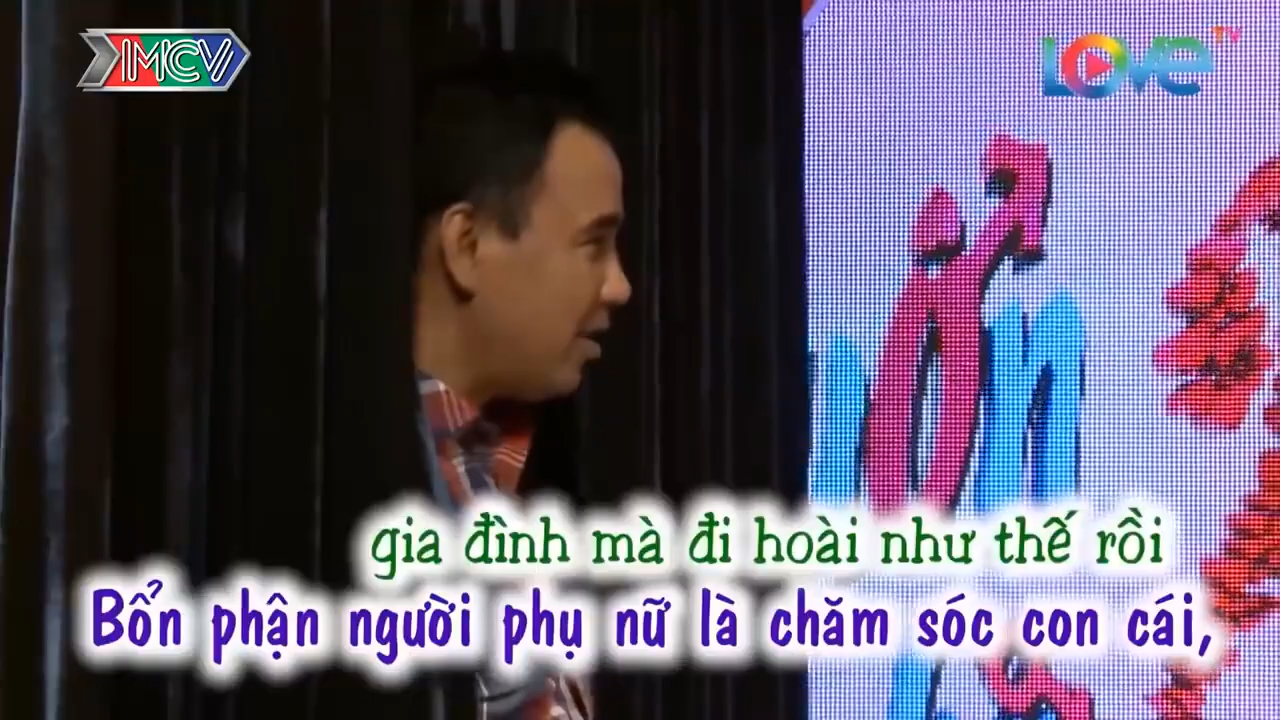 MCV
LOVE TV
gia đình mà đi hoài như thế rồi
Bổn phận người phụ nữ là chăm sóc con cái,